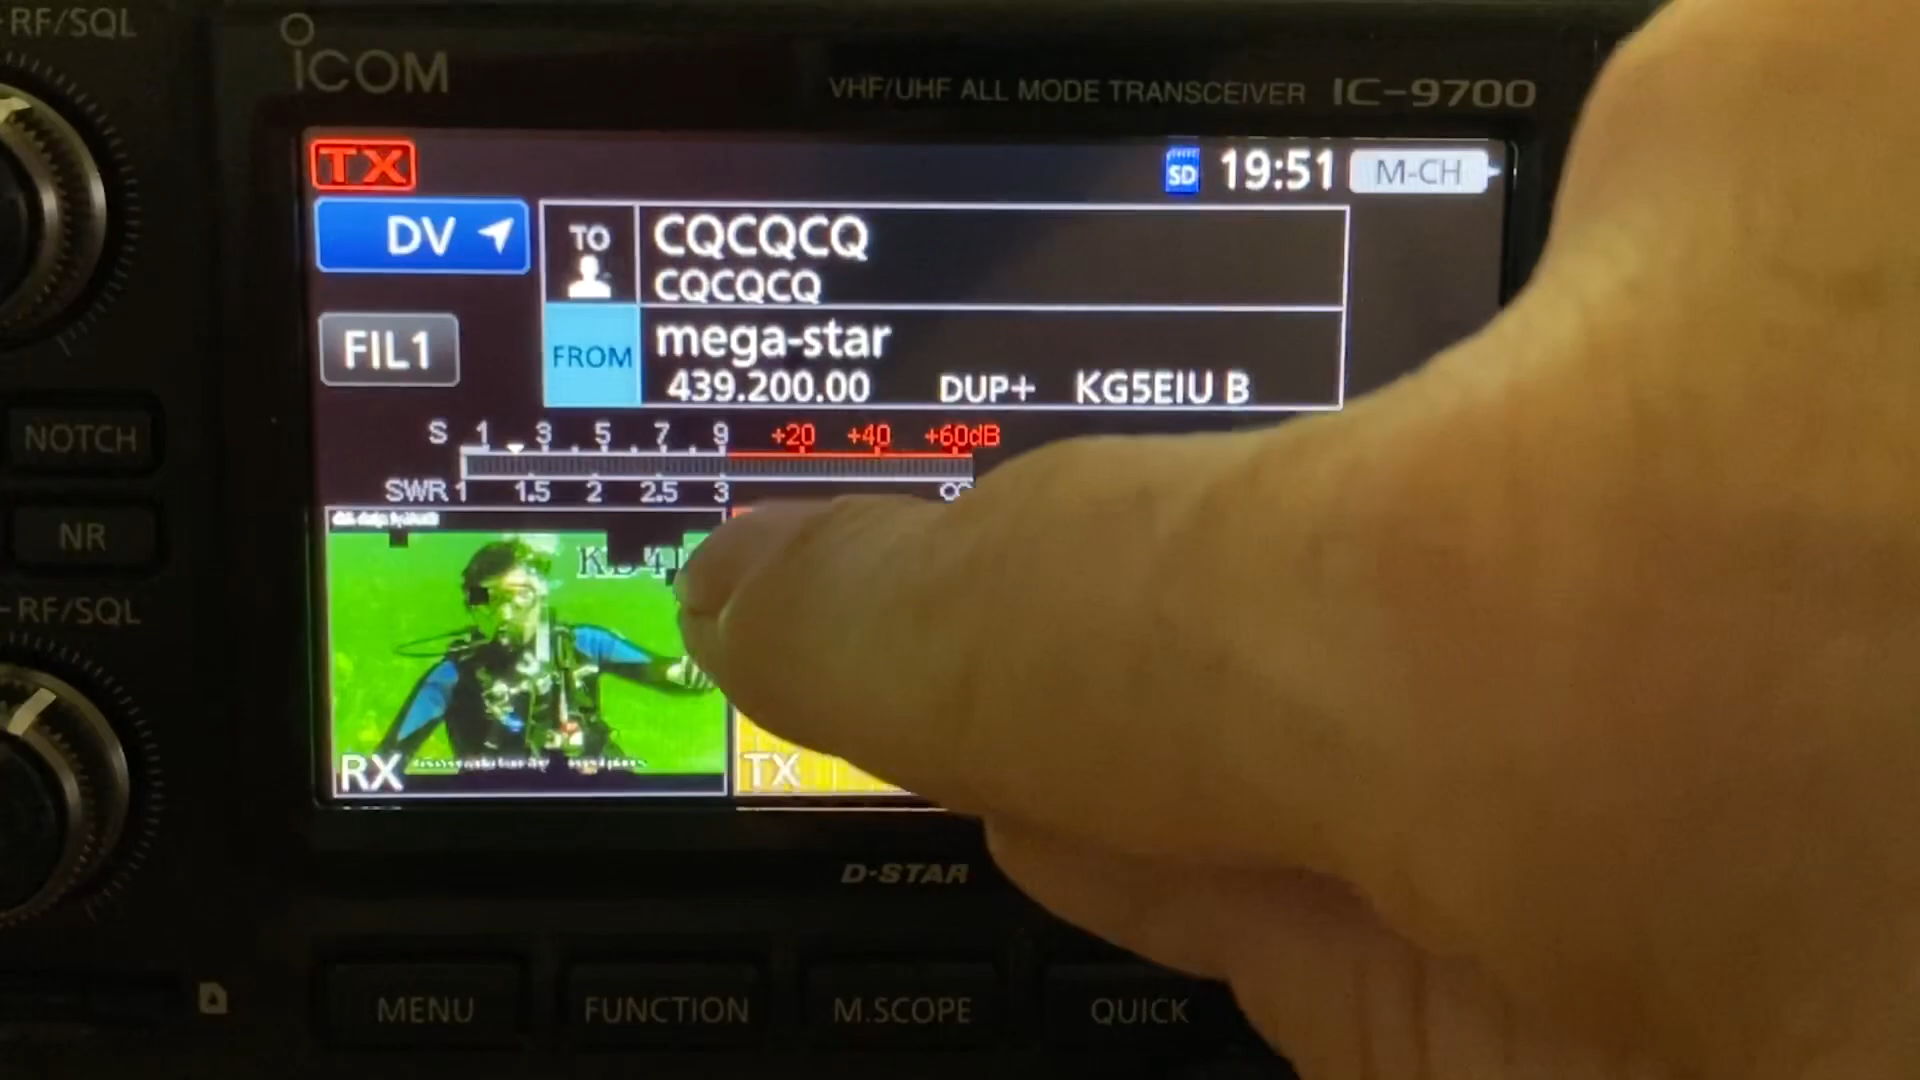 -RF/SQL
ICOM
VHF/UHF ALL MODE TRANSCEIVER IC-9700
TX
SD 19:51 M-CH
DV
TO
CQCQCQ
CQCQCQ
FIL1
FROM
mega-star
439.200.00 DUP+ KG5EIU B
S 1 3 5 7 9 +20 +40 +60dB
SWR 1 1.5 2 2.5 3 ∞
NOTCH
NR
-RF/SQL
RX
TX
D-STAR
MENU FUNCTION M.SCOPE QUICK